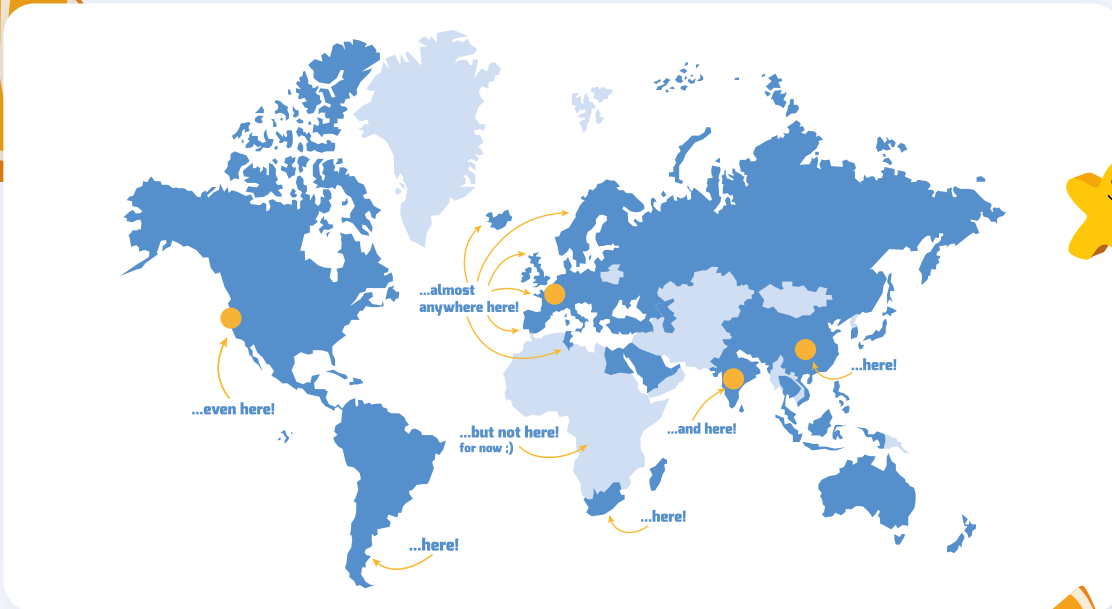 ...almost
anywhere here!
...here!
...even here!
...and here!
...but not here!
for now ;)
...here!
...here!